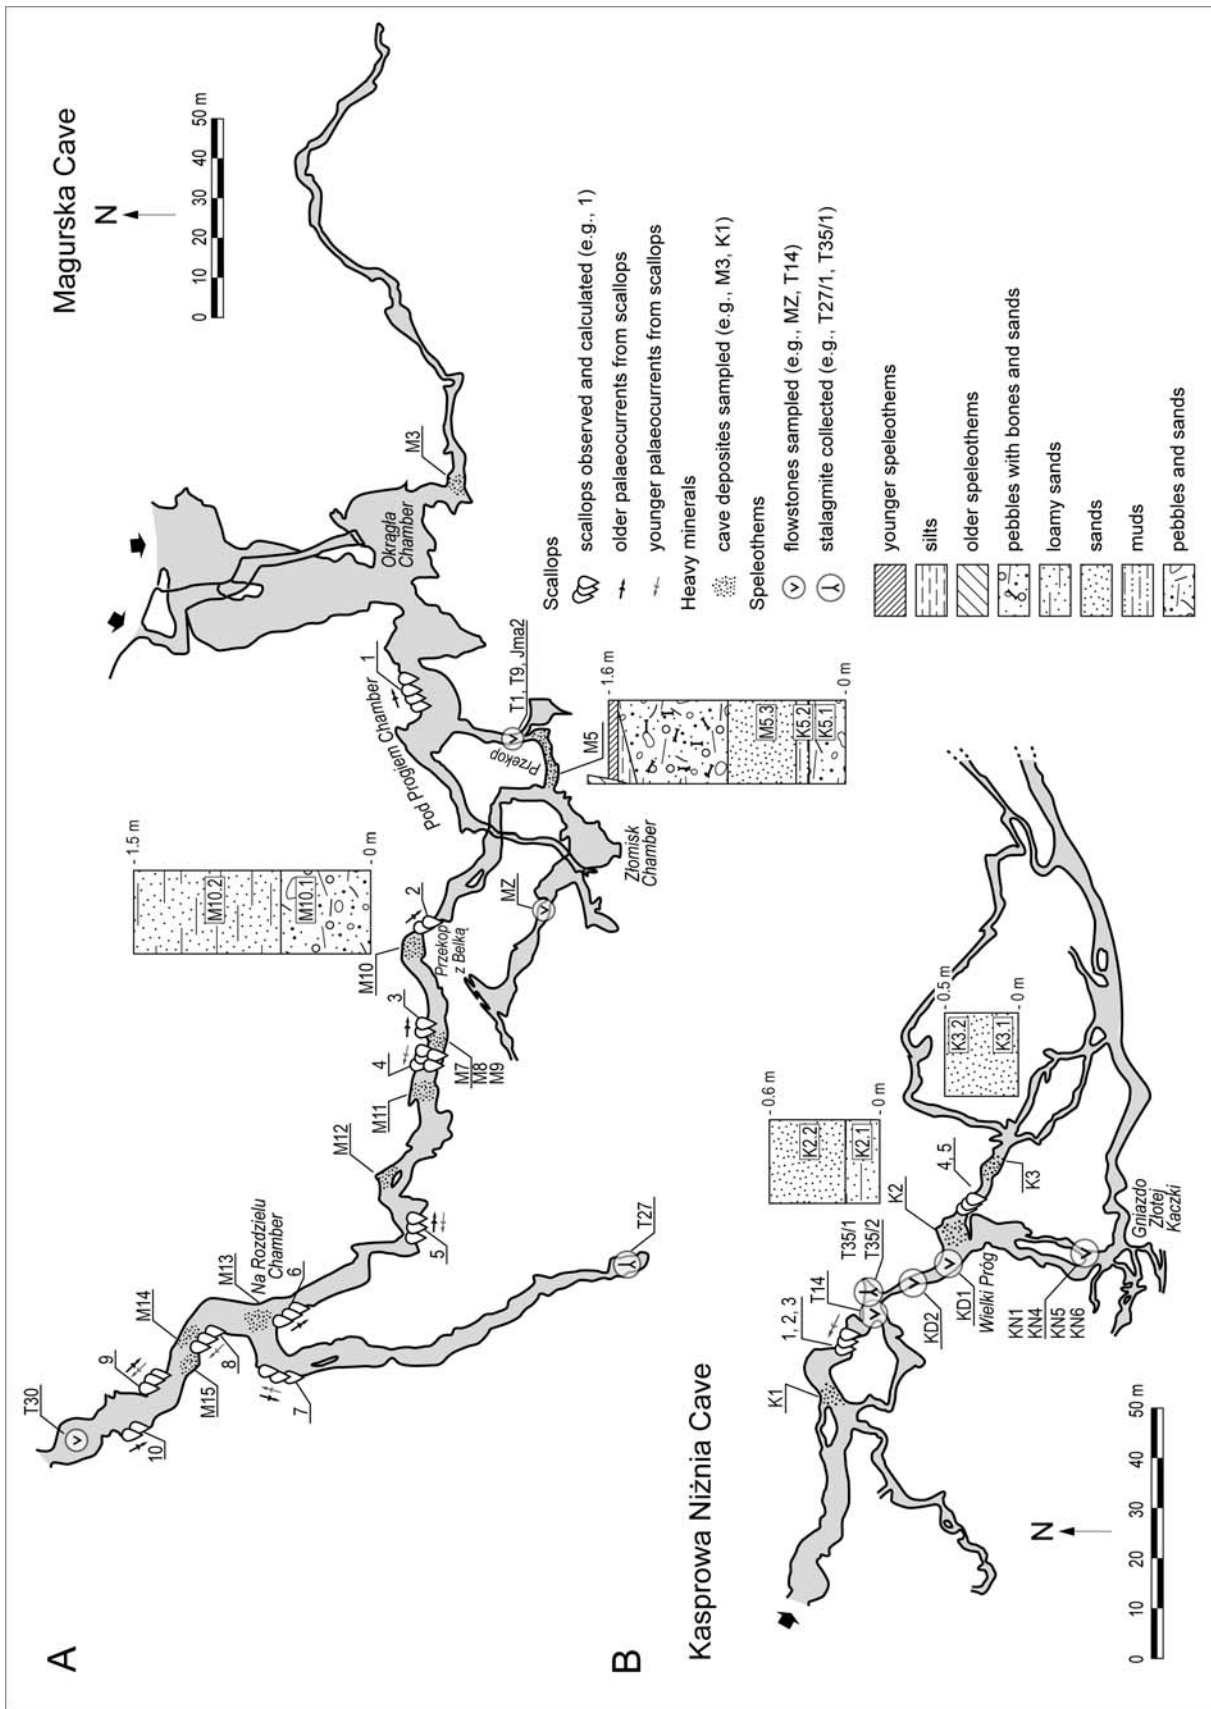 A
Magurska Cave
N
0 10 20 30 40 50 m
T30
9
10
M14
M15
8
7
M13
Na Rozdzielu
Chamber
6
T27
M12
5
M11
4
3
M7
M8
M9
M10
Przekop
z Belką
2
- 1.5 m
M10.2
M10.1
- 0 m
MZ
Złomisk
Chamber
Pod Progiem Chamber
1
Przekop
T1, T9, Jma2
M5
- 1.6 m
M5.3
K5.2
K5.1
- 0 m
Okrągła
Chamber
M3
Scallops
scallops observed and calculated (e.g., 1)
older palaeocurrents from scallops
younger palaeocurrents from scallops
Heavy minerals
cave deposites sampled (e.g., M3, K1)
Speleothems
flowstones sampled (e.g., MZ, T14)
stalagmite collected (e.g., T27/1, T35/1)
younger speleothems
silts
older speleothems
pebbles with bones and sands
loamy sands
sands
muds
pebbles and sands
B
Kasprowa Niżnia Cave
N
0 10 20 30 40 50 m
K1
1, 2, 3
T14
T35/1
T35/2
KD2
KD1
Wielki Próg
K2
- 0.6 m
K2.2
K2.1
- 0 m
4, 5
K3
- 0.5 m
K3.2
K3.1
- 0 m
KN1
KN4
KN5
KN6
Gniazdo
Złotej
Kaczki